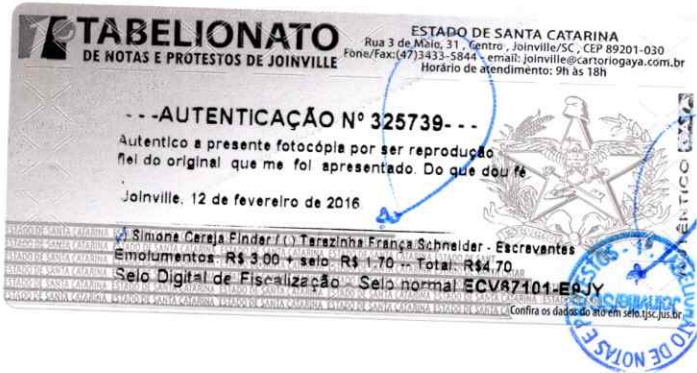 1º TABELIONATO
DE NOTAS E PROTESTOS DE JOINVILLE
ESTADO DE SANTA CATARINA
Rua 3 de Maio, 31 , Centro , Joinville/SC , CEP 89201-030
Fone/Fax:(47)3433-5844 - email: joinville@cartoriogaya.com.br
Horário de atendimento: 9h às 18h
- - -AUTENTICAÇÃO Nº 325739- - -
Autentico a presente fotocópia por ser reprodução
fiel do original que me foi apresentado. Do que dou fé
Joinville, 12 de fevereiro de 2016
Simone Cereja Finder / ( ) Terezinha França Schneider - Escreventes
Emolumentos: R$ 3,00 + selo: R$ 1,70 -- Total: R$4,70
Selo Digital de Fiscalização - Selo normal
Confira os dados do ato em selo.tjsc.jus.br